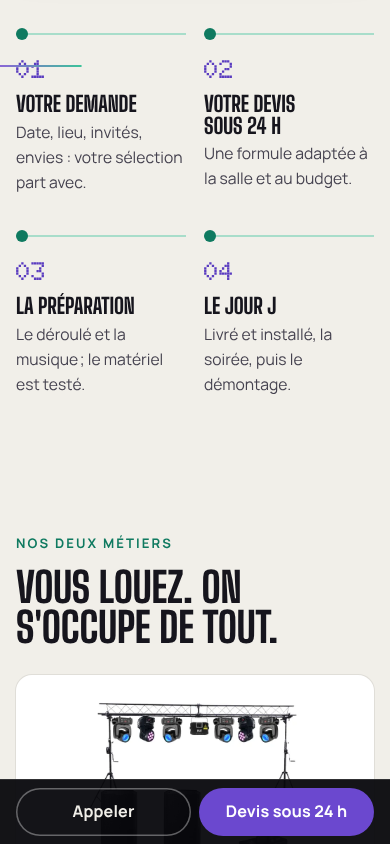 01
VOTRE DEMANDE
Date, lieu, invités,
envies : votre sélection
part avec.
02
VOTRE DEVIS
SOUS 24 H
Une formule adaptée à
la salle et au budget.
03
LA PRÉPARATION
Le déroulé et la
musique ; le matériel
est testé.
04
LE JOUR J
Livré et installé, la
soirée, puis le
démontage.
NOS DEUX MÉTIERS
VOUS LOUEZ. ON
S'OCCUPE DE TOUT.
Appeler
Devis sous 24 h